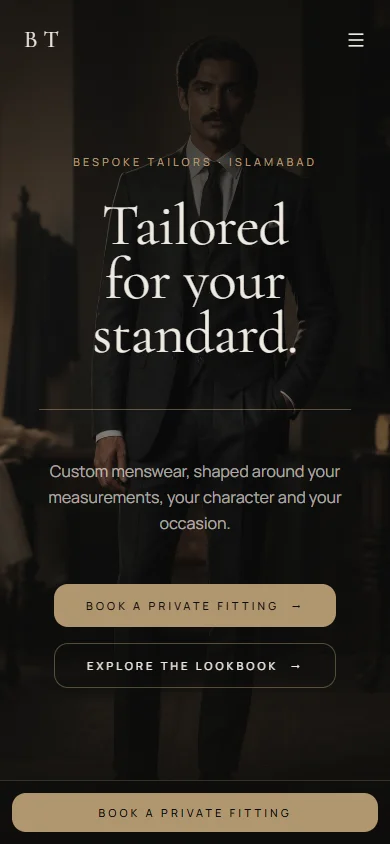 B T
BESPOKE TAILORS · ISLAMABAD
Tailored
for your
standard.
Custom menswear, shaped around your
measurements, your character and your
occasion.
BOOK A PRIVATE FITTING →
EXPLORE THE LOOKBOOK →
BOOK A PRIVATE FITTING